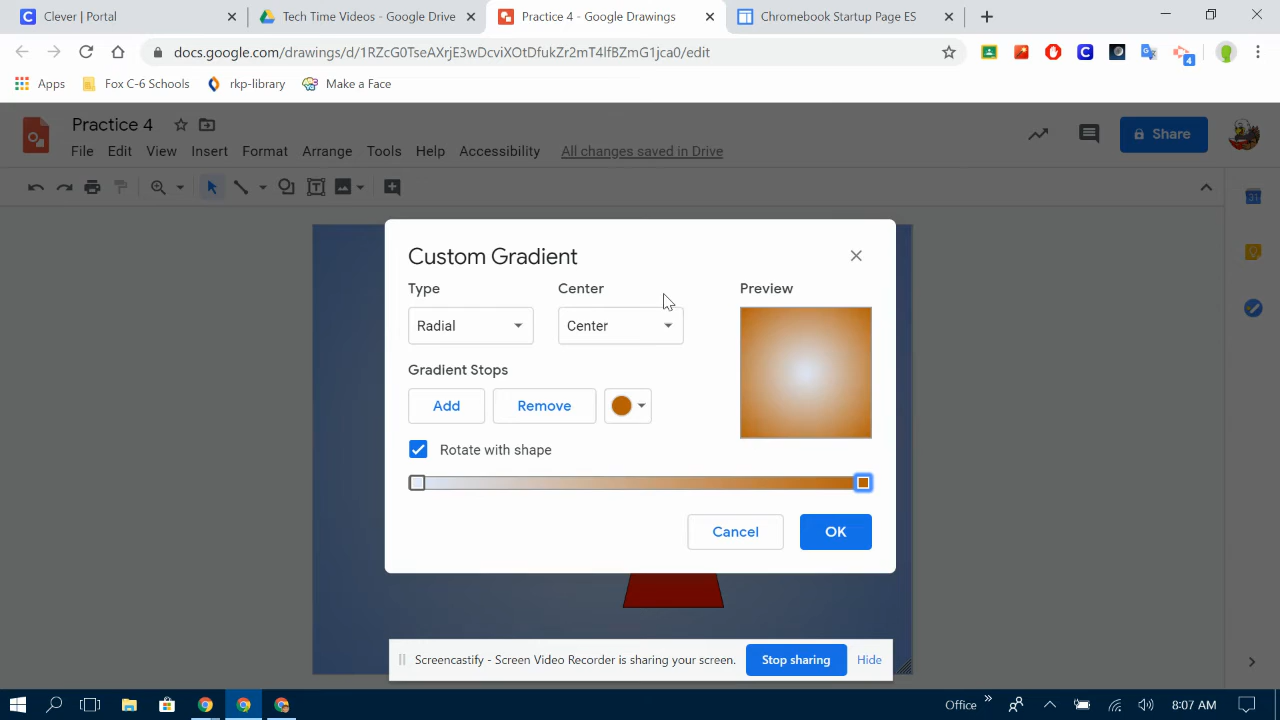 Clever | Portal
Tech Time Videos - Google Drive
Practice 4 - Google Drawings
Chromebook Startup Page ES
docs.google.com/drawings/d/1RZcG0TseAXrjE3wDcviXOtDfukZr2mT4lfBZmG1jca0/edit
4
Apps
Fox C-6 Schools
rkp-library
Make a Face
Practice 4
Share
File Edit View Insert Format Arrange Tools Help Accessibility All changes saved in Drive
31
Custom Gradient
Type Center Preview
Radial Center
Gradient Stops
Add Remove
Rotate with shape
Cancel OK
Screencastify - Screen Video Recorder is sharing your screen. Stop sharing Hide
Office » 8:07 AM